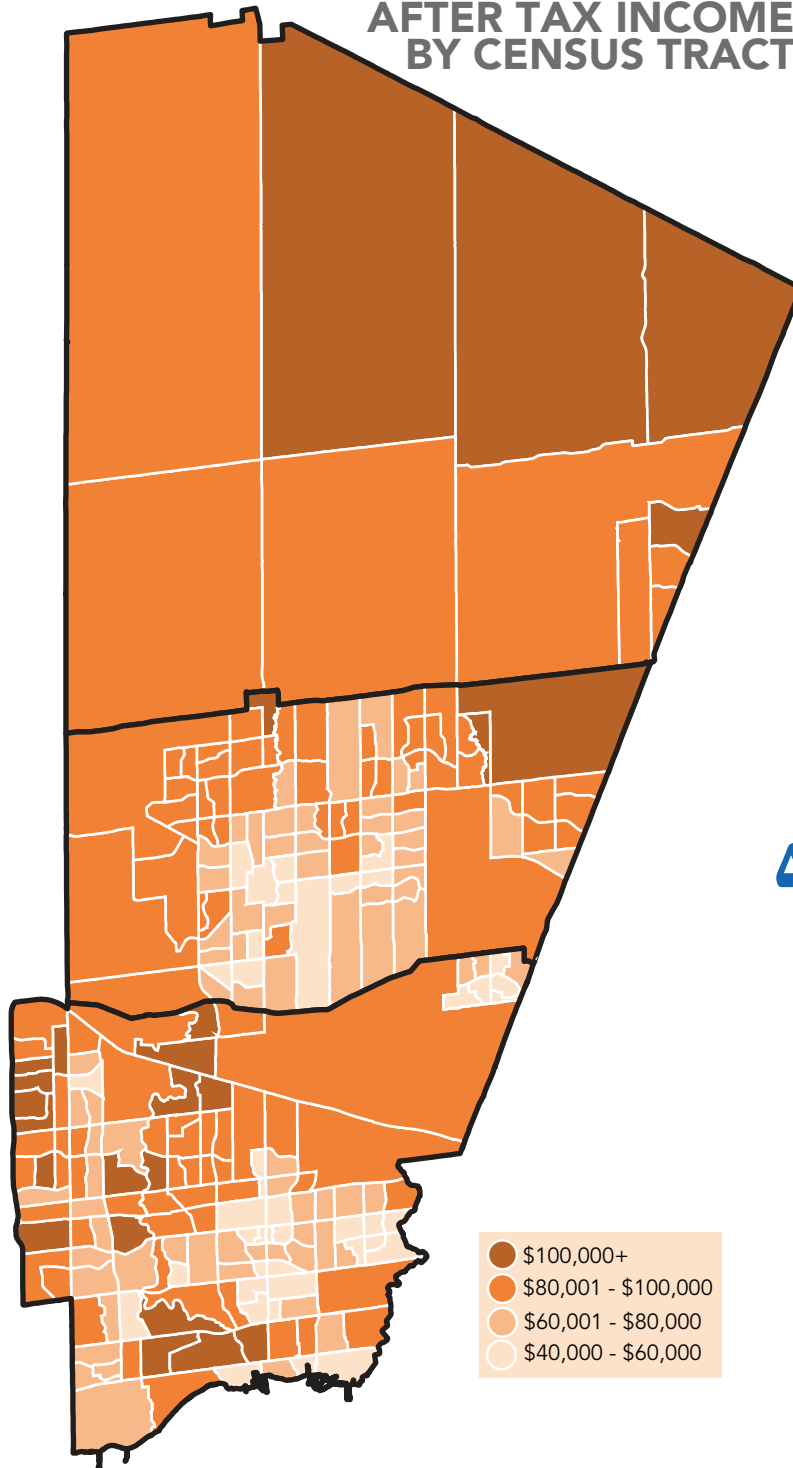 AFTER TAX INCOME
BY CENSUS TRACT
$100,000+
$80,001 - $100,000
$60,001 - $80,000
$40,000 - $60,000